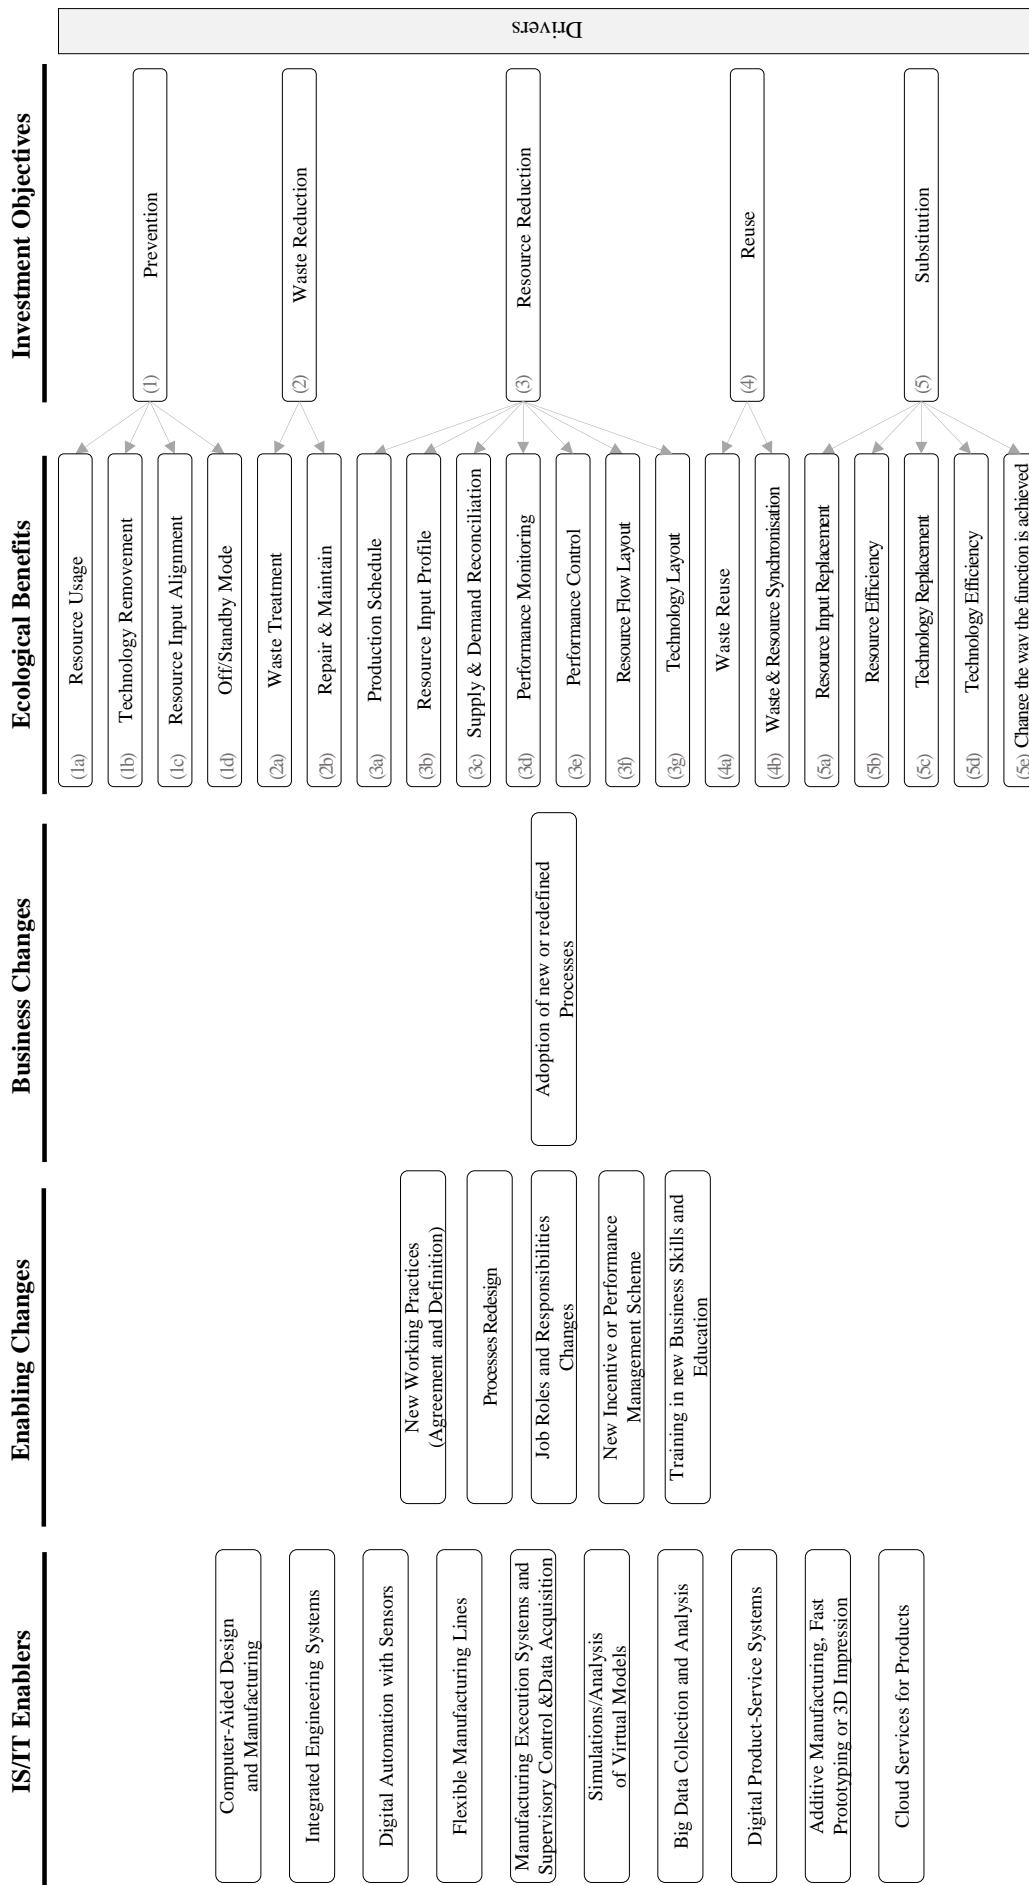 IS/IT Enablers
Computer-Aided Design
and Manufacturing
Integrated Engineering Systems
Digital Automation with Sensors
Flexible Manufacturing Lines
Manufacturing Execution Systems and
Supervisory Control &Data Acquisition
Simulations/Analysis
of Virtual Models
Big Data Collection and Analysis
Digital Product-Service Systems
Additive Manufacturing, Fast
Prototyping or 3D Impression
Cloud Services for Products
Enabling Changes
New Working Practices
(Agreement and Definition)
Processes Redesign
Job Roles and Responsibilities
Changes
New Incentive or Performance
Management Scheme
Training in new Business Skills and
Education
Business Changes
Adoption of new or redefined
Processes
Ecological Benefits
(1a) Resource Usage
(1b) Technology Removement
(1c) Resource Input Alignment
(1d) Off/Standby Mode
(2a) Waste Treatment
(2b) Repair & Maintain
(3a) Production Schedule
(3b) Resource Input Profile
(3c) Supply & Demand Reconciliation
(3d) Performance Monitoring
(3e) Performance Control
(3f) Resource Flow Layout
(3g) Technology Layout
(4a) Waste Reuse
(4b) Waste & Resource Synchronisation
(5a) Resource Input Replacement
(5b) Resource Efficiency
(5c) Technology Replacement
(5d) Technology Efficiency
(5e) Change the way the function is achieved
Investment Objectives
(1) Prevention
(2) Waste Reduction
(3) Resource Reduction
(4) Reuse
(5) Substitution
Drivers